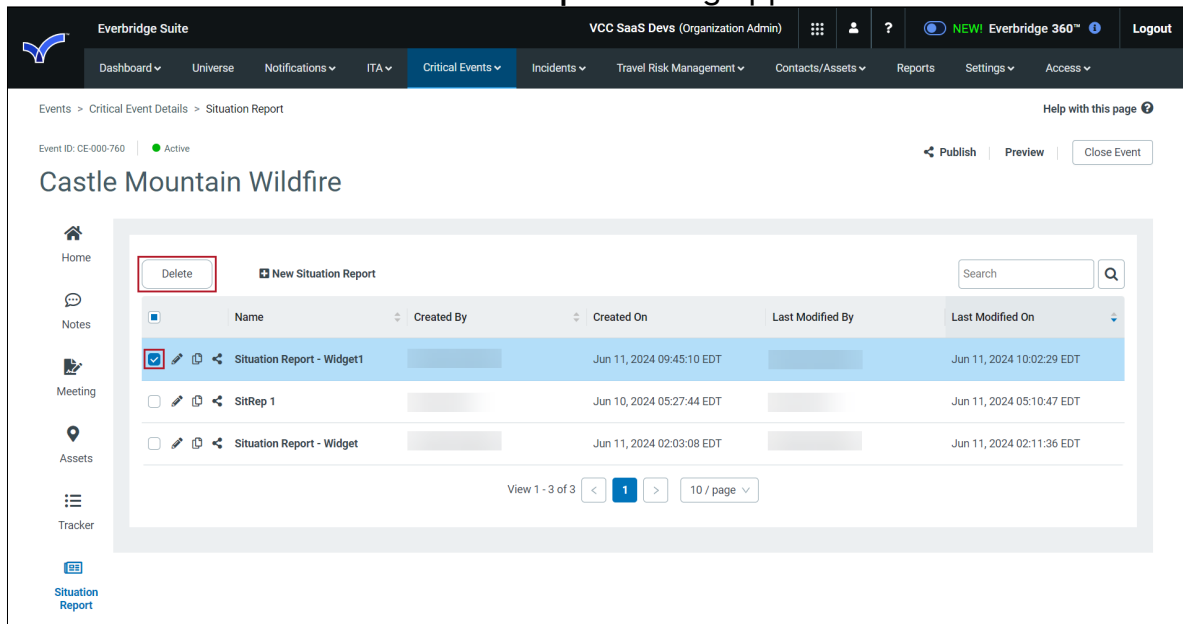 Everbridge Suite
VCC SaaS Devs (Organization Admin)
?
NEW! Everbridge 360™
Logout
Dashboard
Universe
Notifications
ITA
Critical Events
Incidents
Travel Risk Management
Contacts/Assets
Reports
Settings
Access
Events > Critical Event Details > Situation Report
Help with this page
Event ID: CE-000-760
Active
Publish
Preview
Close Event
Castle Mountain Wildfire
Home
Notes
Meeting
Assets
Tracker
Situation
Report
Delete
New Situation Report
Search
Name
Created By
Created On
Last Modified By
Last Modified On
Situation Report - Widget1
Jun 11, 2024 09:45:10 EDT
Jun 11, 2024 10:02:29 EDT
SitRep 1
Jun 10, 2024 05:27:44 EDT
Jun 11, 2024 05:10:47 EDT
Situation Report - Widget
Jun 11, 2024 02:03:08 EDT
Jun 11, 2024 02:11:36 EDT
View 1 - 3 of 3
<
1
>
10 / page